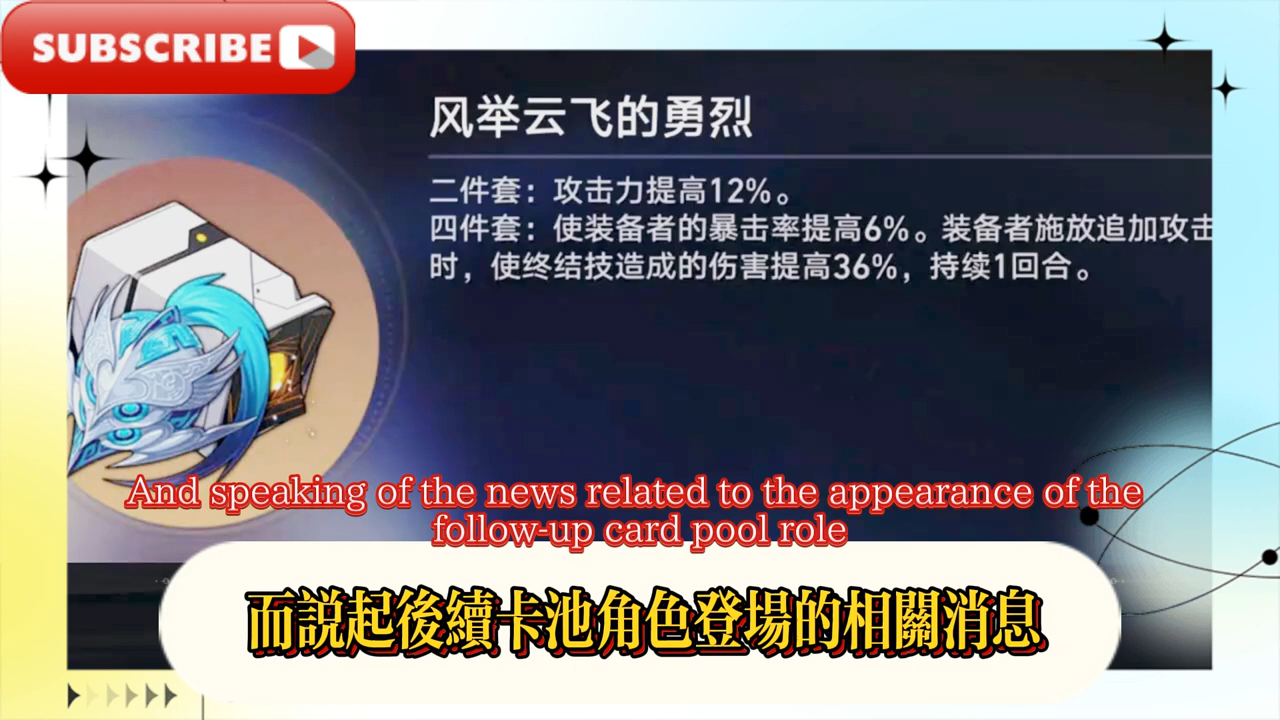 SUBSCRIBE
风举云飞的勇烈
二件套：攻击力提高12%。
四件套：使装备者的暴击率提高6%。装备者施放追加攻击
时，使终结技造成的伤害提高36%，持续1回合。
And speaking of the news related to the appearance of the
follow-up card pool role
而説起後續卡池角色登場的相關消息